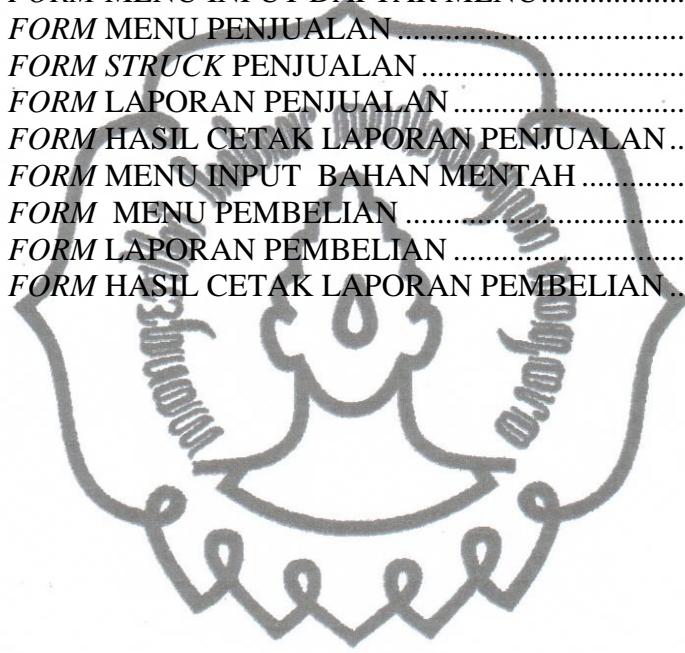 FORM MENU PENJUALAN ....................................
FORM STRUCK PENJUALAN .................................
FORM LAPORAN PENJUALAN .............................
FORM HASIL CETAK LAPORAN PENJUALAN ..
FORM MENU INPUT  BAHAN MENTAH .............
FORM  MENU PEMBELIAN ...................................
FORM LAPORAN PEMBELIAN .............................
FORM HASIL CETAK LAPORAN PEMBELIAN ..